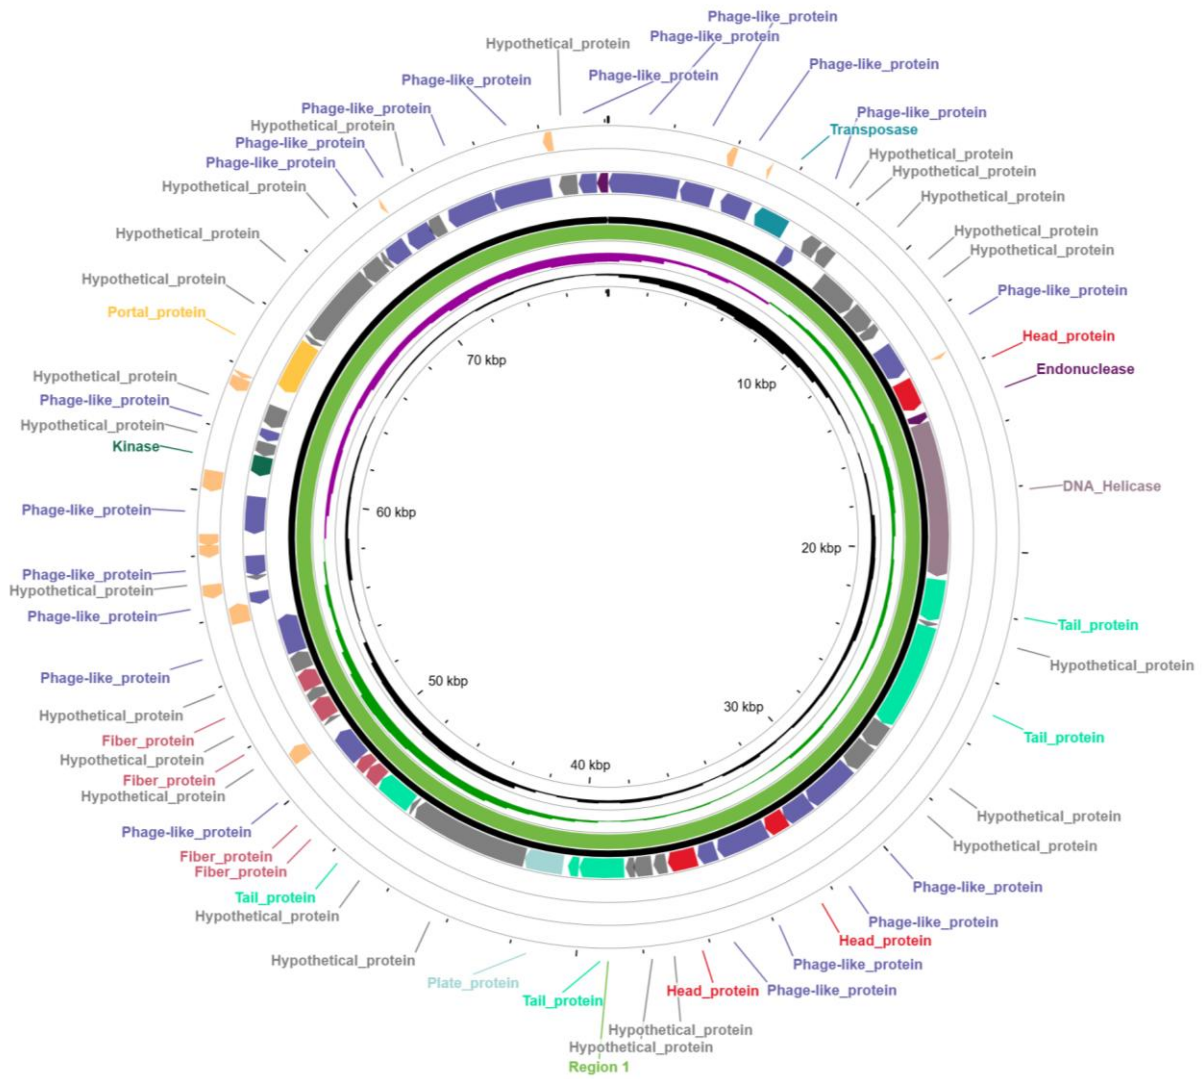 Phage-like_protein
Phage-like_protein
Hypothetical_protein
Phage-like_protein
Phage-like_protein
Phage-like_protein
Phage-like_protein
Phage-like_protein
Hypothetical_protein
Transposase
Phage-like_protein
Phage-like_protein
Hypothetical_protein
Hypothetical_protein
Hypothetical_protein
Hypothetical_protein
Hypothetical_protein
Hypothetical_protein
Hypothetical_protein
Hypothetical_protein
Phage-like_protein
Portal_protein
Head_protein
70 kbp
Endonuclease
Hypothetical_protein
10 kbp
Phage-like_protein
Hypothetical_protein
Kinase
DNA_Helicase
Phage-like_protein
60 kbp
20 kbp
Phage-like_protein
Hypothetical_protein
Phage-like_protein
Tail_protein
Hypothetical_protein
Phage-like_protein
50 kbp
30 kbp
Hypothetical_protein
Fiber_protein
Tail_protein
Hypothetical_protein
40 kbp
Fiber_protein
Hypothetical_protein
Hypothetical_protein
Phage-like_protein
Hypothetical_protein
Fiber_protein
Fiber_protein
Phage-like_protein
Tail_protein
Hypothetical_protein
Phage-like_protein
Head_protein
Hypothetical_protein
Phage-like_protein
Plate_protein
Head_protein
Phage-like_protein
Tail_protein
Hypothetical_protein
Hypothetical_protein
Region 1